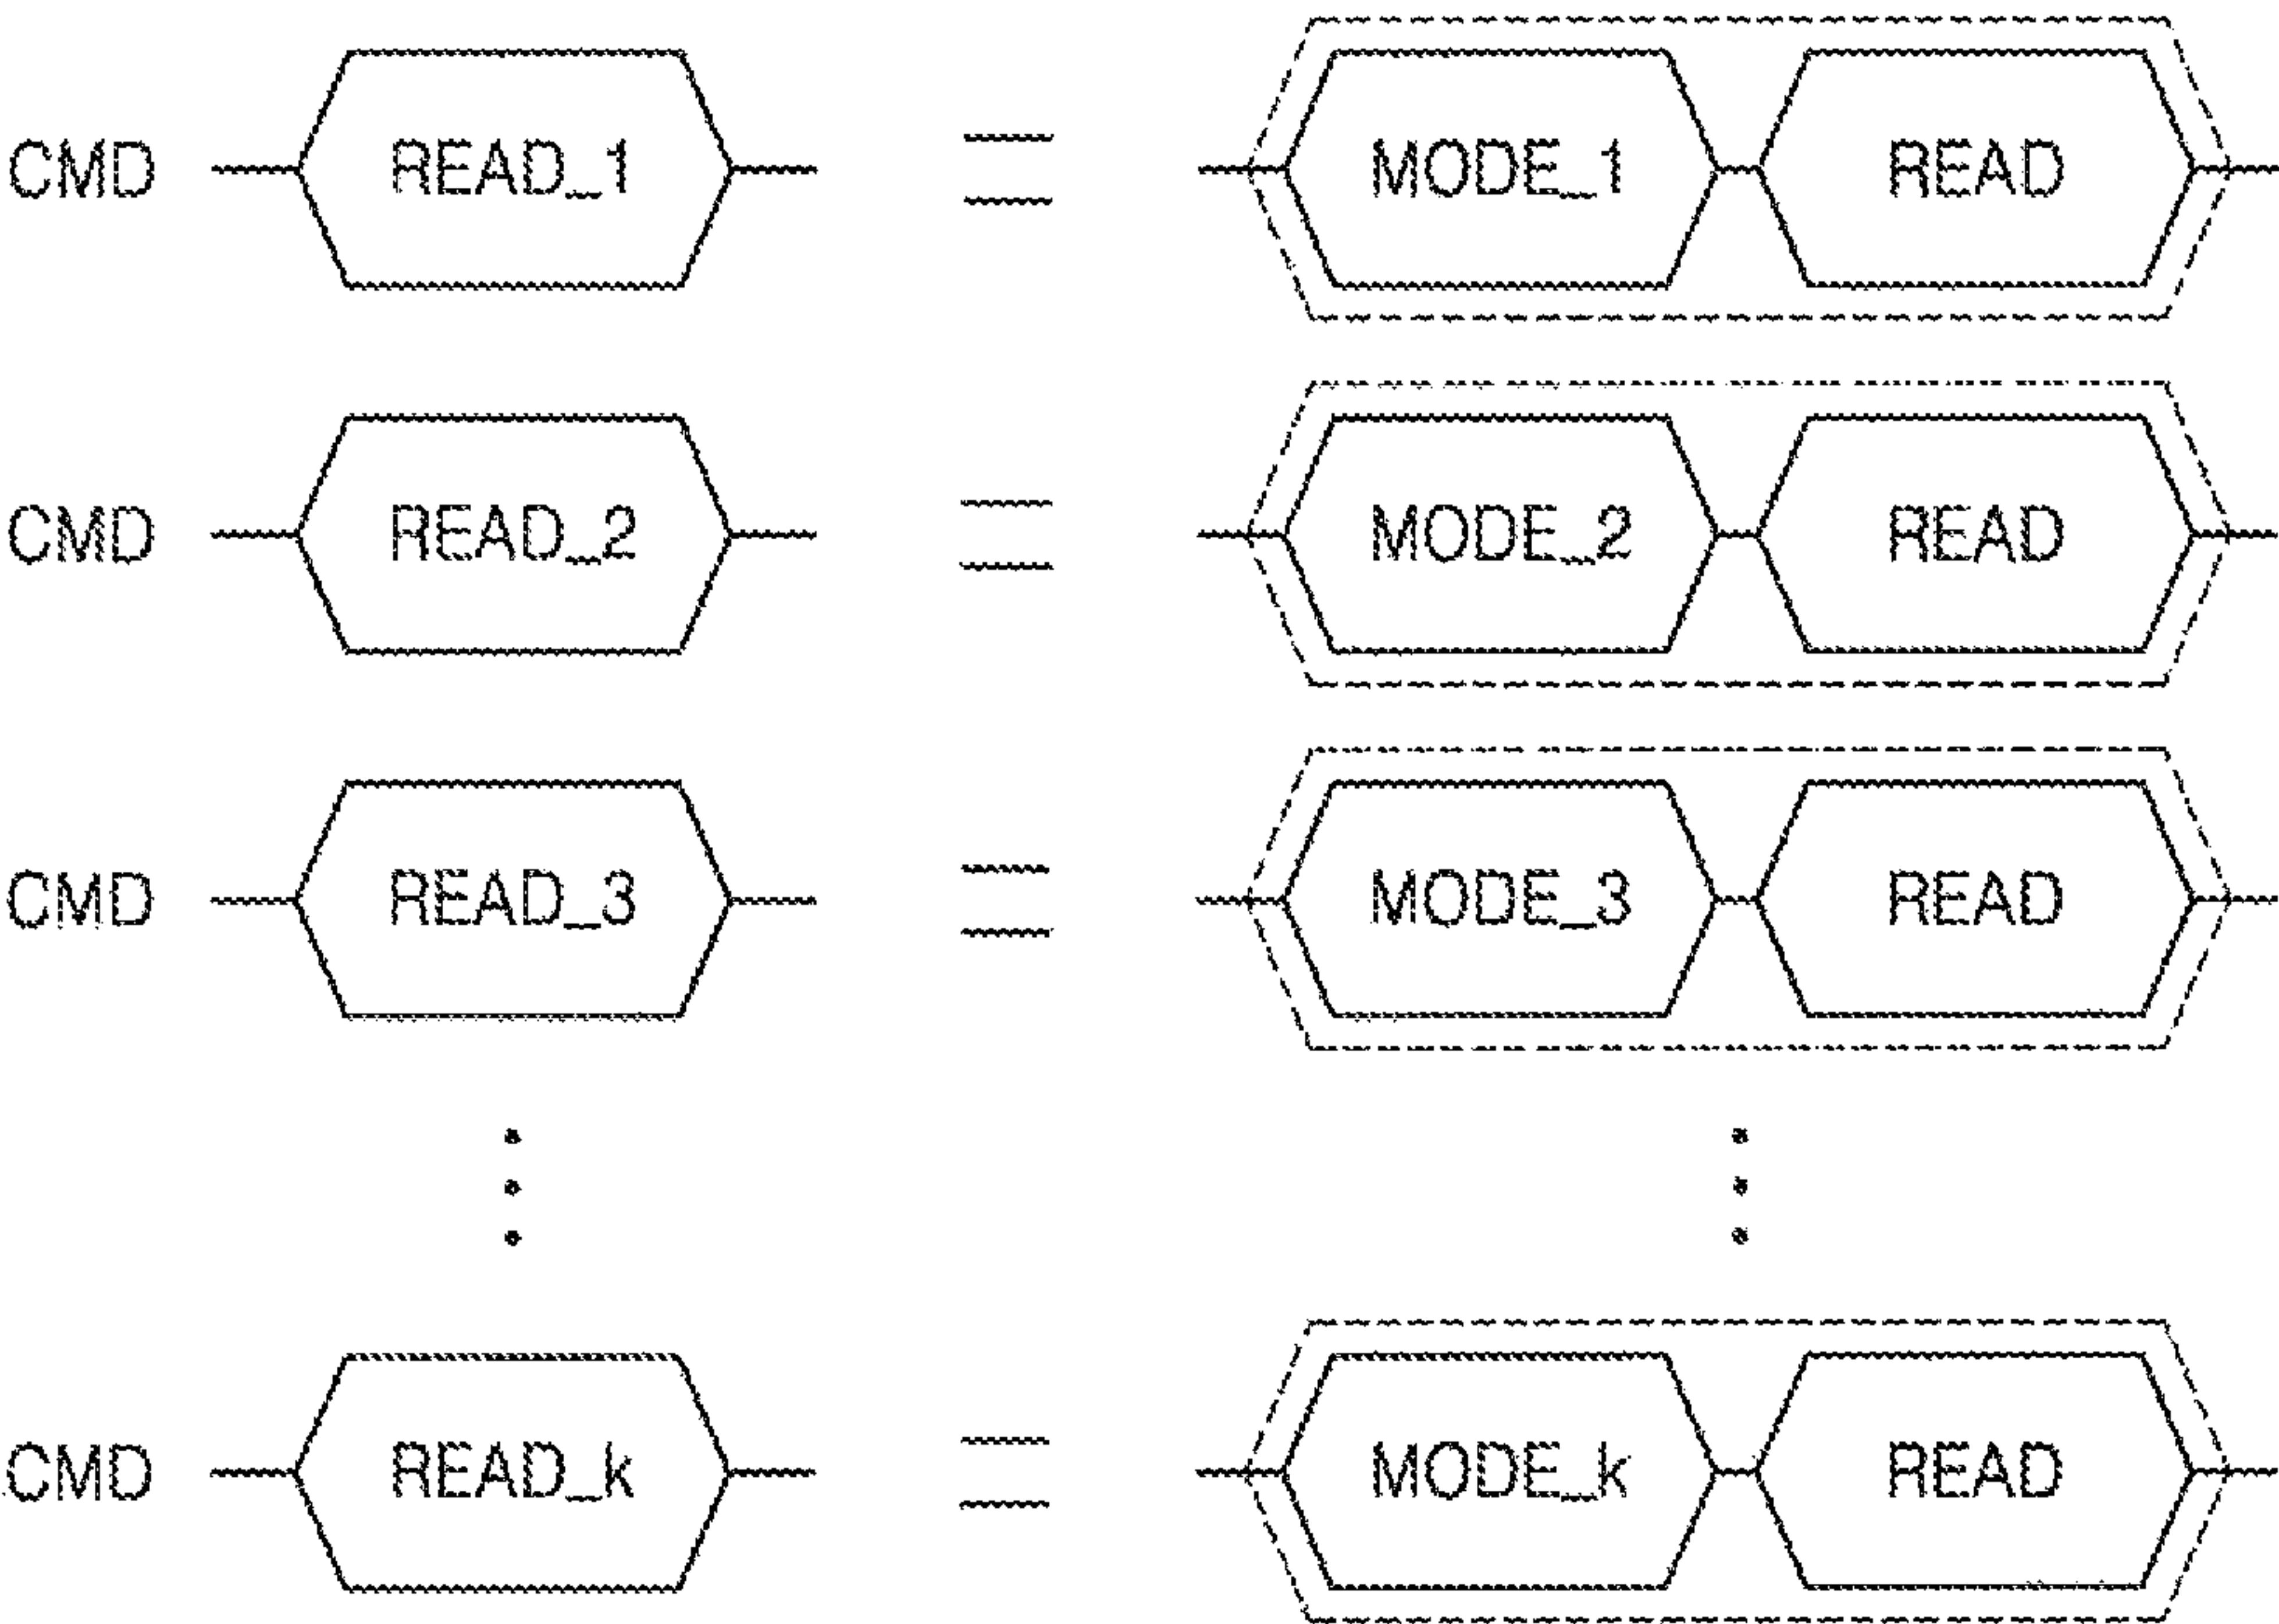 CMD READ_1 = MODE_1 READ
CMD READ_2 = MODE_2 READ
CMD READ_3 = MODE_3 READ
CMD READ_k = MODE_k READ